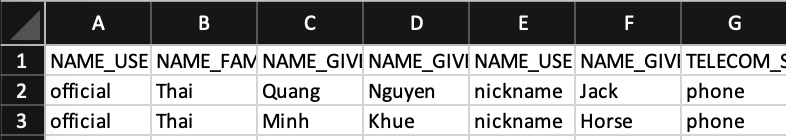 A B C D E F G
1 NAME_USE NAME_FAM NAME_GIVI NAME_GIVI NAME_USE NAME_GIVI TELECOM_S
2 official Thai Quang Nguyen nickname Jack phone
3 official Thai Minh Khue nickname Horse phone